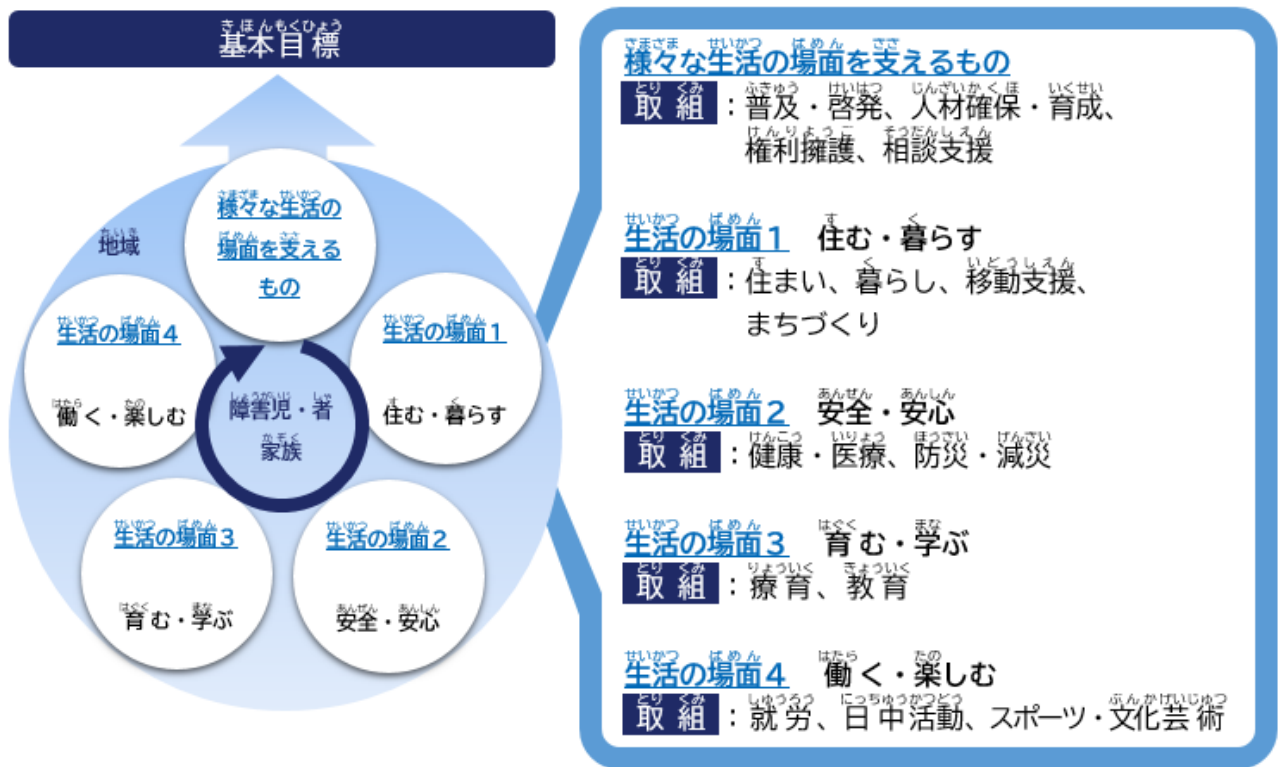 基本目標
様々な生活の
場面を支える
もの
地域
生活の場面4
働く・楽しむ
生活の場面1
住む・暮らす
障害児・者
家族
生活の場面3
育む・学ぶ
生活の場面2
安全・安心
様々な生活の場面を支えるもの
取組：普及・啓発、人材確保・育成、
権利擁護、相談支援
生活の場面1　住む・暮らす
取組：住まい、暮らし、移動支援、
まちづくり
生活の場面2　安全・安心
取組：健康・医療、防災・減災
生活の場面3　育む・学ぶ
取組：療育、教育
生活の場面4　働く・楽しむ
取組：就労、日中活動、スポーツ・文化芸術